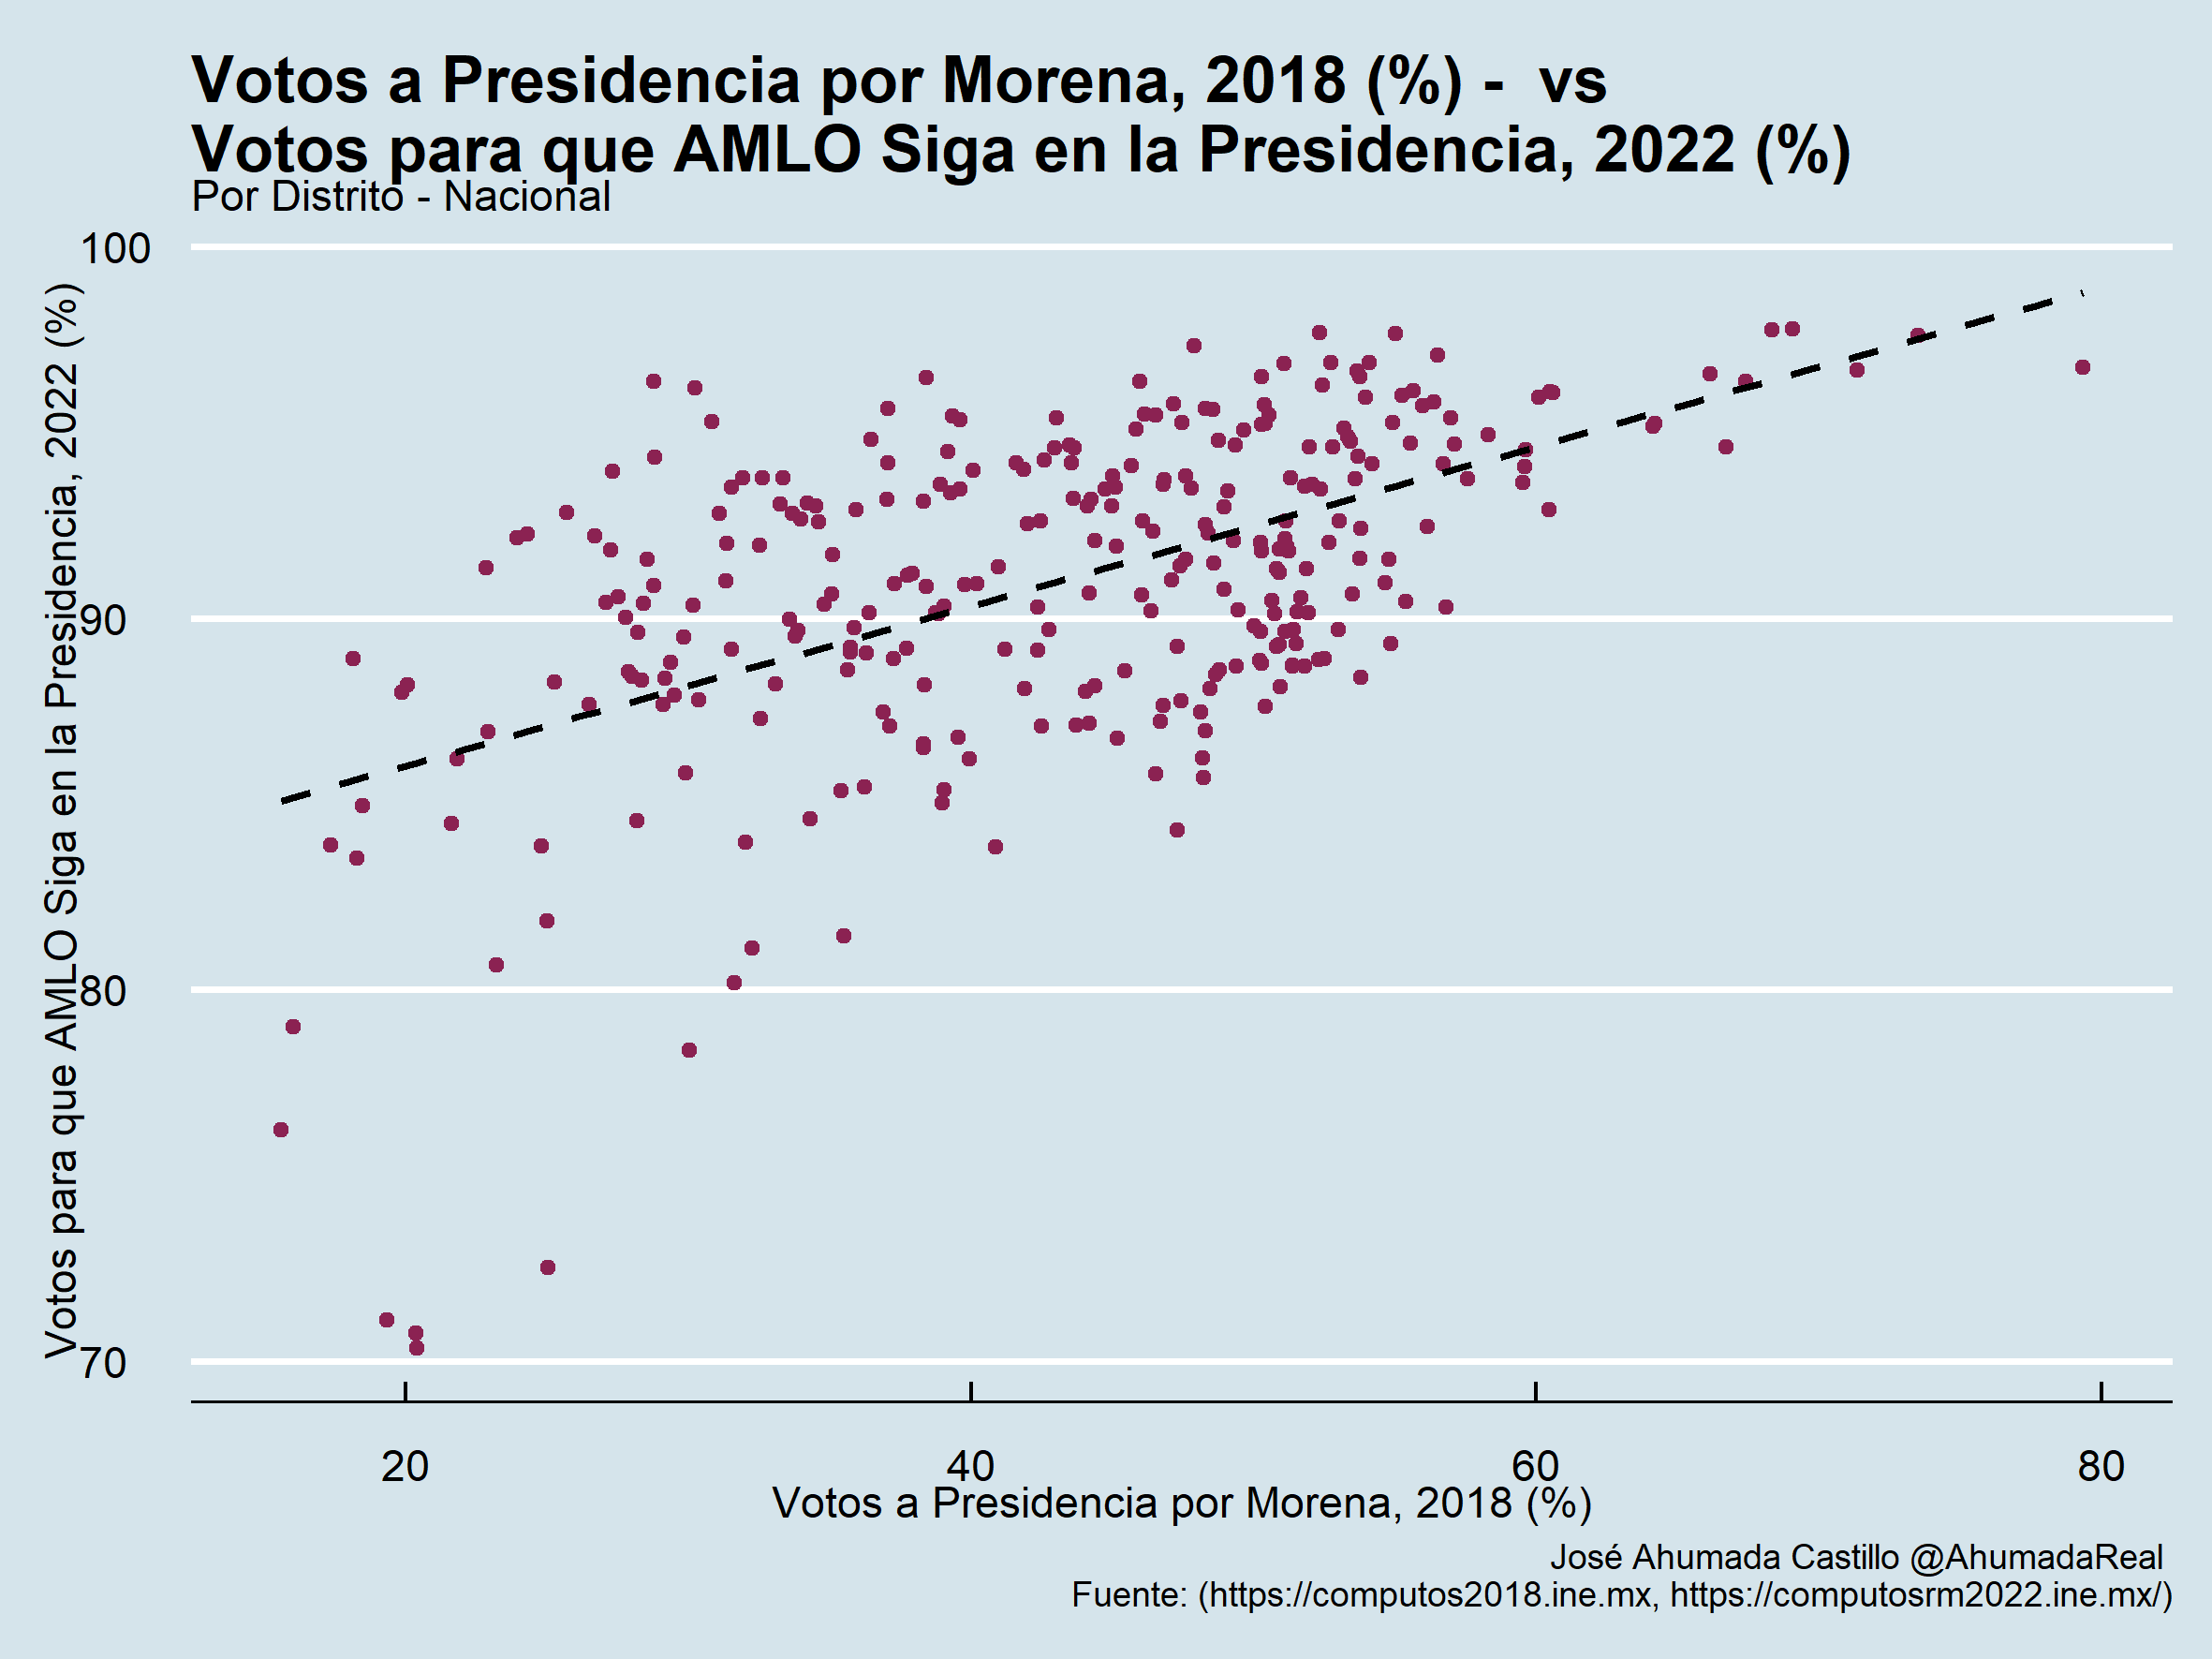 Votos a Presidencia por Morena, 2018 (%) -  vs
Votos para que AMLO Siga en la Presidencia, 2022 (%)
Por Distrito - Nacional
Votos para que AMLO Siga en la Presidencia, 2022 (%)
100
90
80
70
20 40 60 80
Votos a Presidencia por Morena, 2018 (%)
José Ahumada Castillo @AhumadaReal
Fuente: (https://computos2018.ine.mx, https://computosrm2022.ine.mx/)